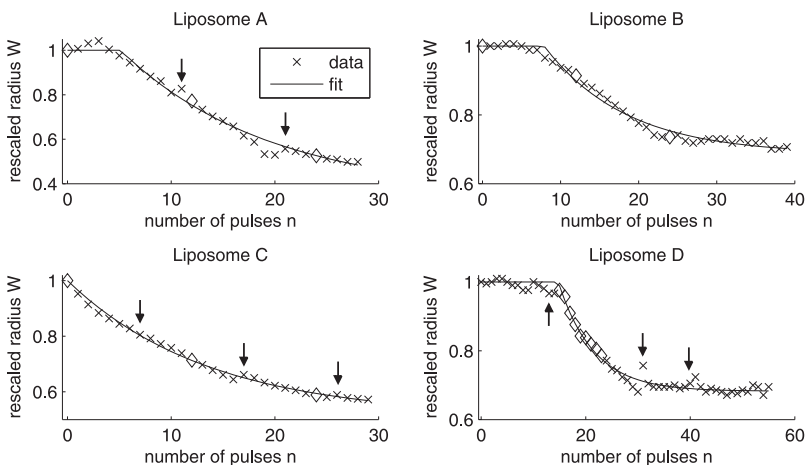 Liposome A
rescaled radius W
1
0.8
0.6
0.4
0 10 20 30
number of pulses n
data
fit
Liposome B
rescaled radius W
1
0.8
0.6
0 10 20 30 40
number of pulses n
Liposome C
rescaled radius W
1
0.8
0.6
0 10 20 30
number of pulses n
Liposome D
rescaled radius W
1
0.8
0.6
0 20 40 60
number of pulses n